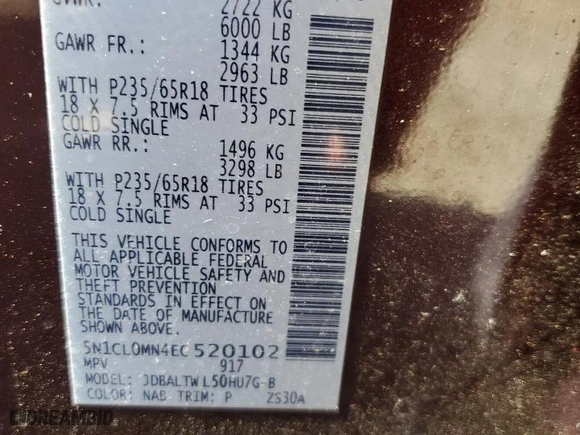 GVWR: 2722 KG
6000 LB
GAWR FR.: 1344 KG
2963 LB
WITH P235/65R18 TIRES
18 X 7.5 RIMS AT 33 PSI
COLD SINGLE
GAWR RR.: 1496 KG
3298 LB
WITH P235/65R18 TIRES
18 X 7.5 RIMS AT 33 PSI
COLD SINGLE
THIS VEHICLE CONFORMS TO
ALL APPLICABLE FEDERAL
MOTOR VEHICLE SAFETY AND
THEFT PREVENTION
STANDARDS IN EFFECT ON
THE DATE OF MANUFACTURE
SHOWN ABOVE.
5N1CL0MN4EC520102
MPV 917
MODEL: JDBALTWL50HU7G-B
COLOR: NAB TRIM: P ZS30A
DREAMBID